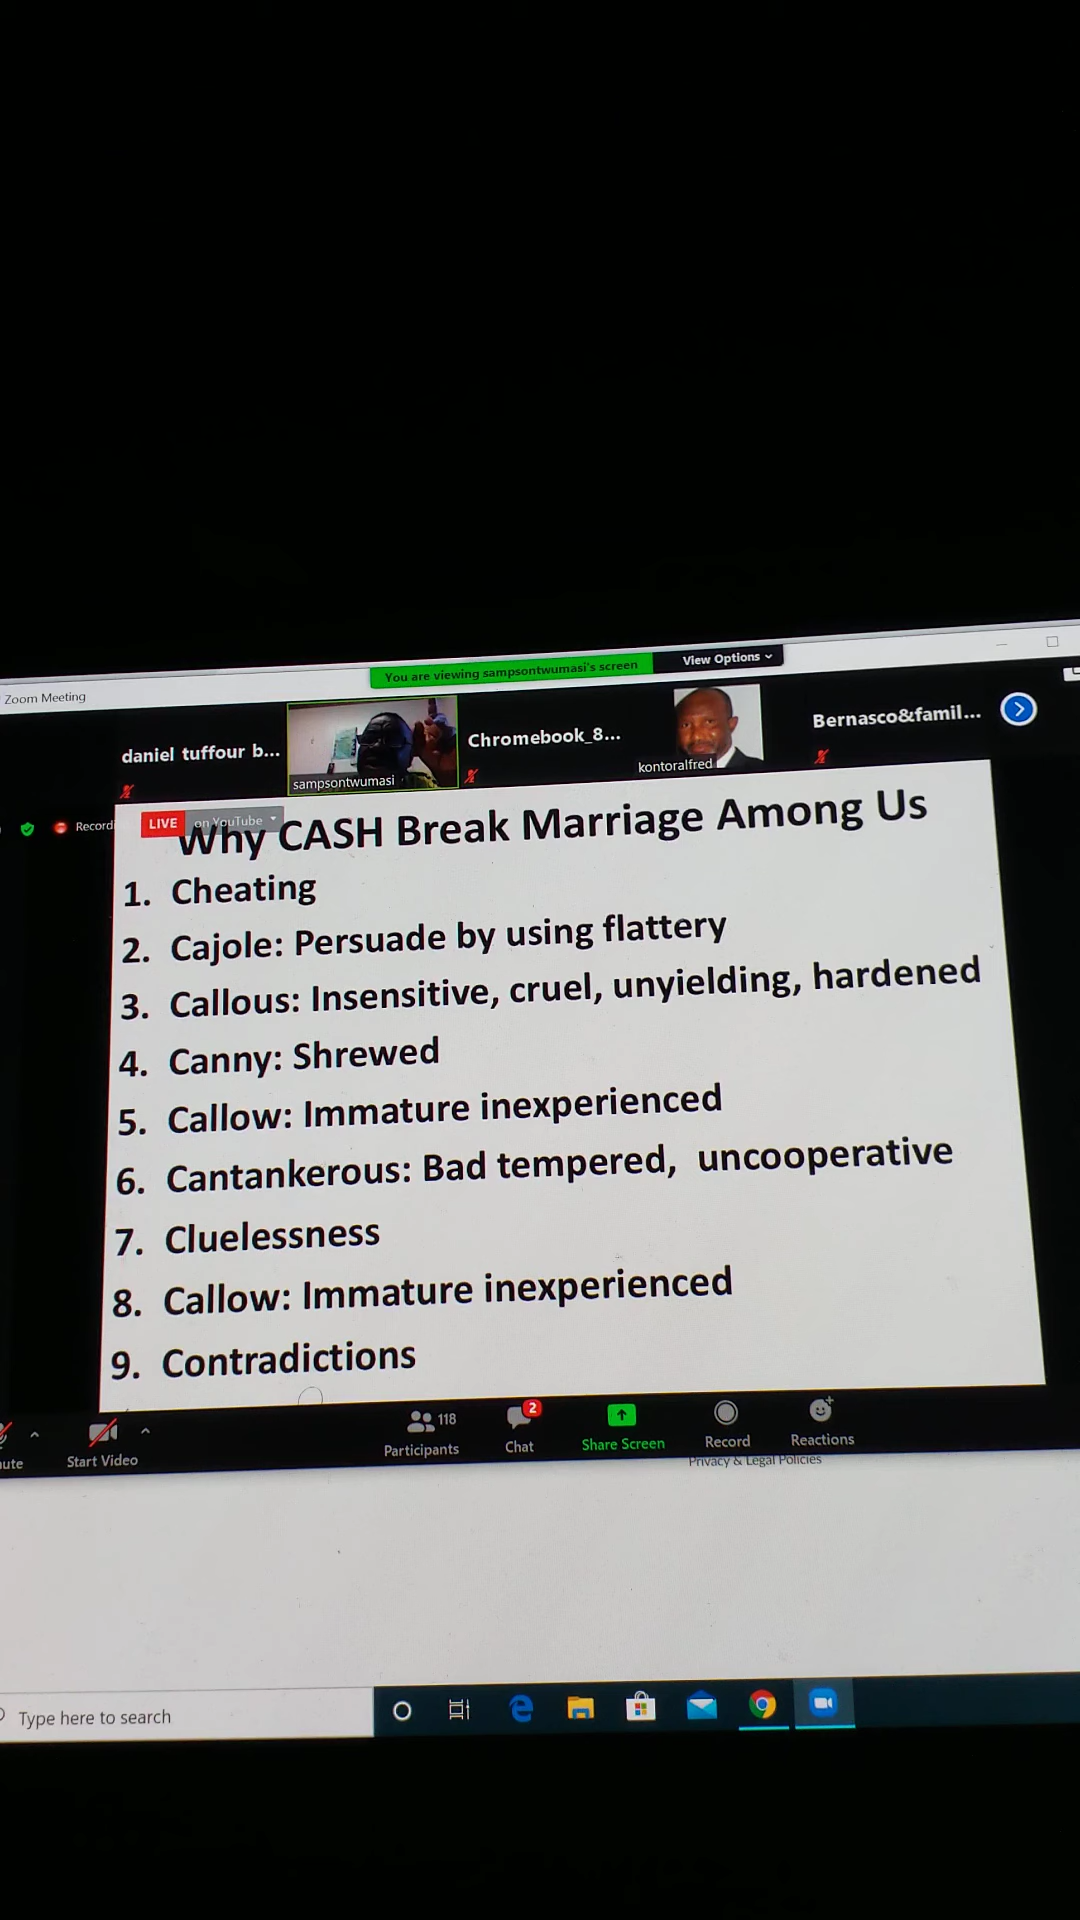 Zoom Meeting
You are viewing sampsontwumasi's screen
View Options
daniel tuffour b...
sampsontwumasi
Chromebook_8...
kontoralfred
Bernasco&famil...
Recordi
LIVE
on YouTube
Why CASH Break Marriage Among Us
1. Cheating
2. Cajole: Persuade by using flattery
3. Callous: Insensitive, cruel, unyielding, hardened
4. Canny: Shrewed
5. Callow: Immature inexperienced
6. Cantankerous: Bad tempered, uncooperative
7. Cluelessness
8. Callow: Immature inexperienced
9. Contradictions
ute
Start Video
118
Participants
2
Chat
Share Screen
Record
Reactions
Privacy & Legal Policies
Type here to search